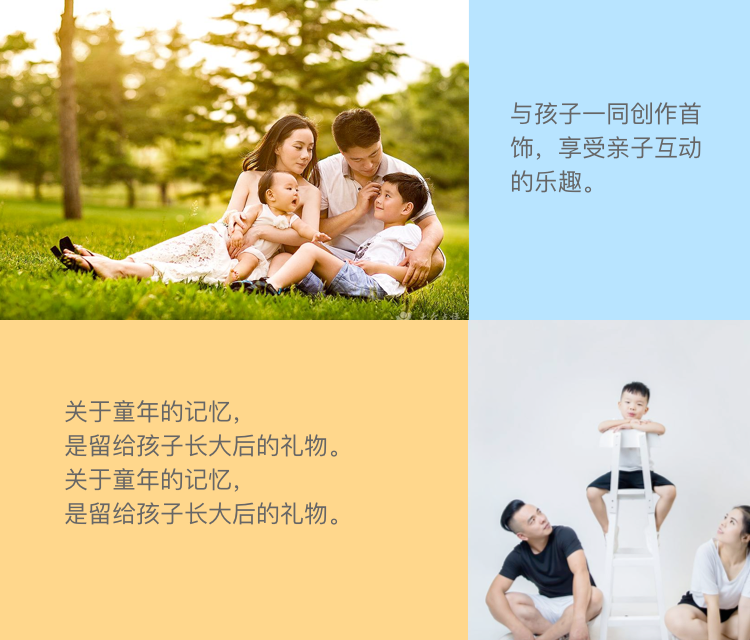 与孩子一同创作首
饰，享受亲子互动
的乐趣。
关于童年的记忆，
是留给孩子长大后的礼物。
关于童年的记忆，
是留给孩子长大后的礼物。